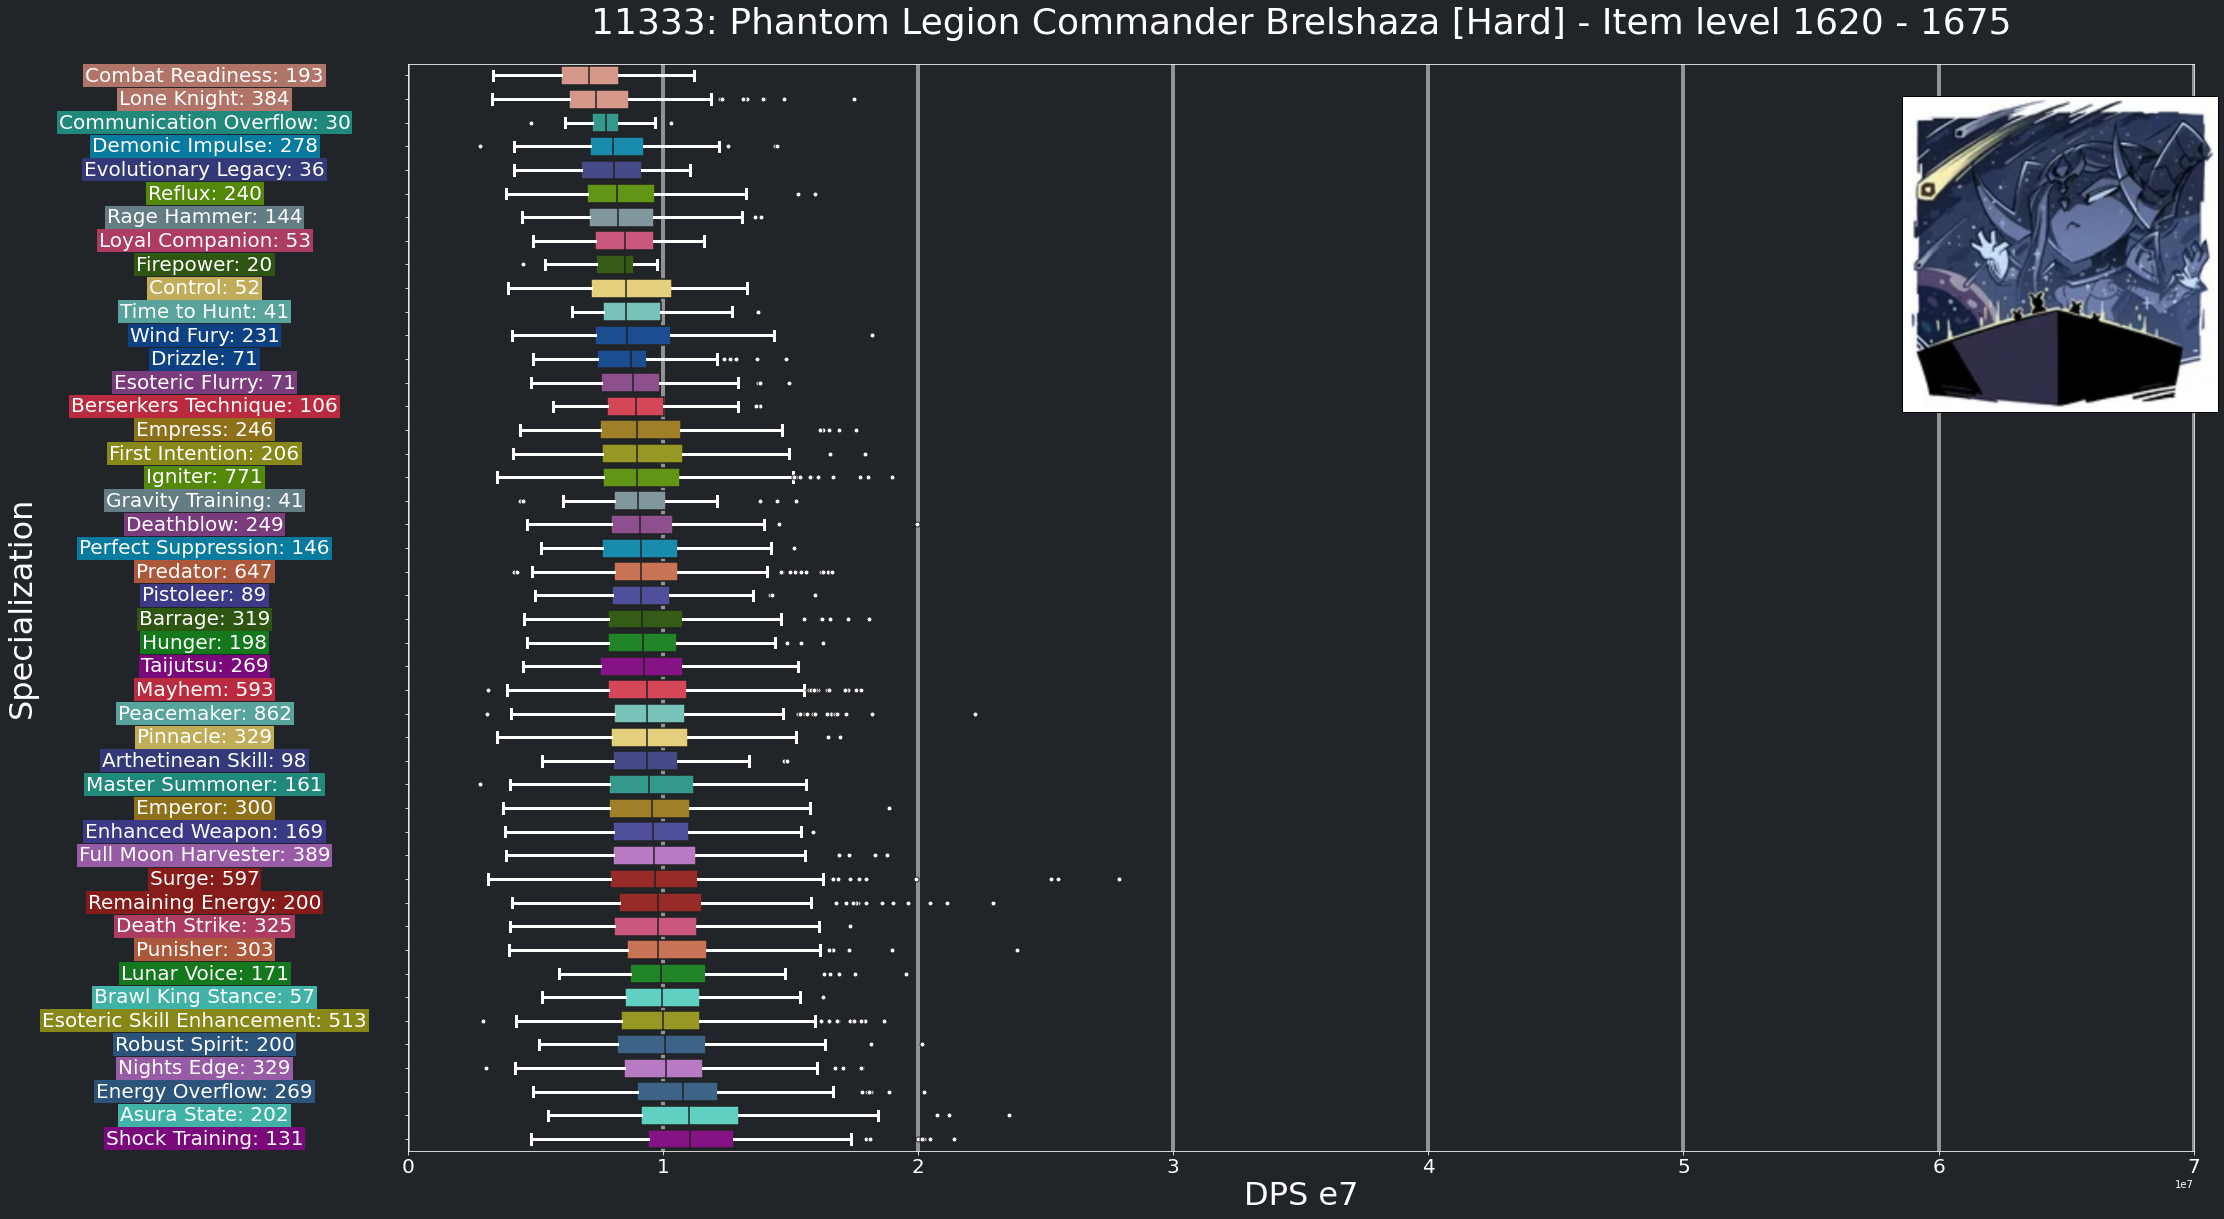 11333: Phantom Legion Commander Brelshaza [Hard] - Item level 1620 - 1675
Specialization
Combat Readiness: 193
Lone Knight: 384
Communication Overflow: 30
Demonic Impulse: 278
Evolutionary Legacy: 36
Reflux: 240
Rage Hammer: 144
Loyal Companion: 53
Firepower: 20
Control: 52
Time to Hunt: 41
Wind Fury: 231
Drizzle: 71
Esoteric Flurry: 71
Berserkers Technique: 106
Empress: 246
First Intention: 206
Igniter: 771
Gravity Training: 41
Deathblow: 249
Perfect Suppression: 146
Predator: 647
Pistoleer: 89
Barrage: 319
Hunger: 198
Taijutsu: 269
Mayhem: 593
Peacemaker: 862
Pinnacle: 329
Arthetinean Skill: 98
Master Summoner: 161
Emperor: 300
Enhanced Weapon: 169
Full Moon Harvester: 389
Surge: 597
Remaining Energy: 200
Death Strike: 325
Punisher: 303
Lunar Voice: 171
Brawl King Stance: 57
Esoteric Skill Enhancement: 513
Robust Spirit: 200
Nights Edge: 329
Energy Overflow: 269
Asura State: 202
Shock Training: 131
0 1 2 3 4 5 6 7
1e7
DPS e7